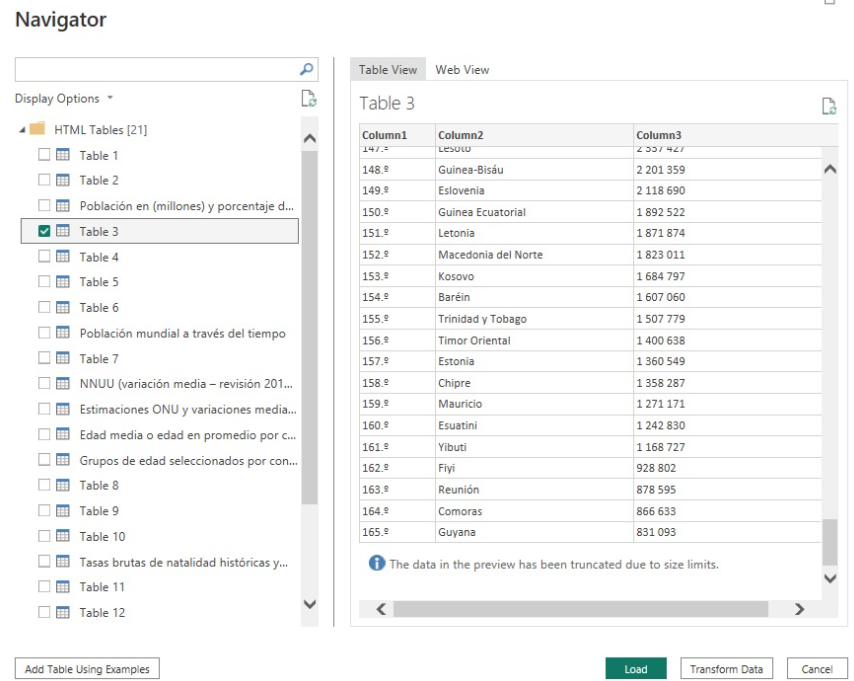 Navigator
Display Options
HTML Tables [21]
Table 1
Table 2
Población en (millones) y porcentaje d...
Table 3
Table 4
Table 5
Table 6
Población mundial a través del tiempo
Table 7
NNUU (variación media – revisión 201...
Estimaciones ONU y variaciones media...
Edad media o edad en promedio por c...
Grupos de edad seleccionados por con...
Table 8
Table 9
Table 10
Tasas brutas de natalidad históricas y...
Table 11
Table 12
Table View Web View
Table 3
Column1 Column2 Column3
147.º Lesoto 2 337 427
148.º Guinea-Bisáu 2 201 359
149.º Eslovenia 2 118 690
150.º Guinea Ecuatorial 1 892 522
151.º Letonia 1 871 874
152.º Macedonia del Norte 1 823 011
153.º Kosovo 1 684 797
154.º Baréin 1 607 060
155.º Trinidad y Tobago 1 507 779
156.º Timor Oriental 1 400 638
157.º Estonia 1 360 549
158.º Chipre 1 358 287
159.º Mauricio 1 271 171
160.º Esuatini 1 242 830
161.º Yibuti 1 168 727
162.º Fiyi 928 802
163.º Reunión 878 595
164.º Comoras 866 633
165.º Guyana 831 093
The data in the preview has been truncated due to size limits.
Add Table Using Examples
Load Transform Data Cancel